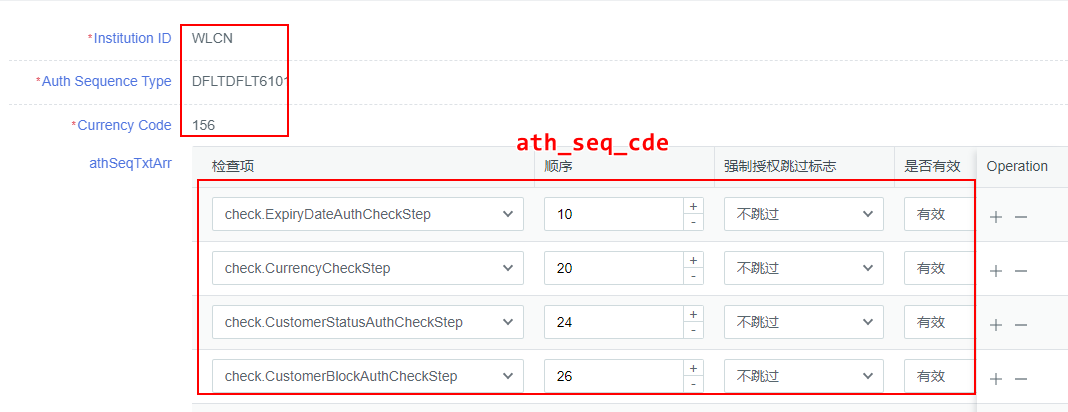 *Institution ID WLCN
*Auth Sequence Type DFLTDFLT6101
*Currency Code 156
ath_seq_cde
athSeqTxtArr 检查项 顺序 强制授权跳过标志 是否有效 Operation
check.ExpiryDateAuthCheckStep 10 + - 不跳过 有效 + −
check.CurrencyCheckStep 20 + - 不跳过 有效 + −
check.CustomerStatusAuthCheckStep 24 + - 不跳过 有效 + −
check.CustomerBlockAuthCheckStep 26 + - 不跳过 有效 + −